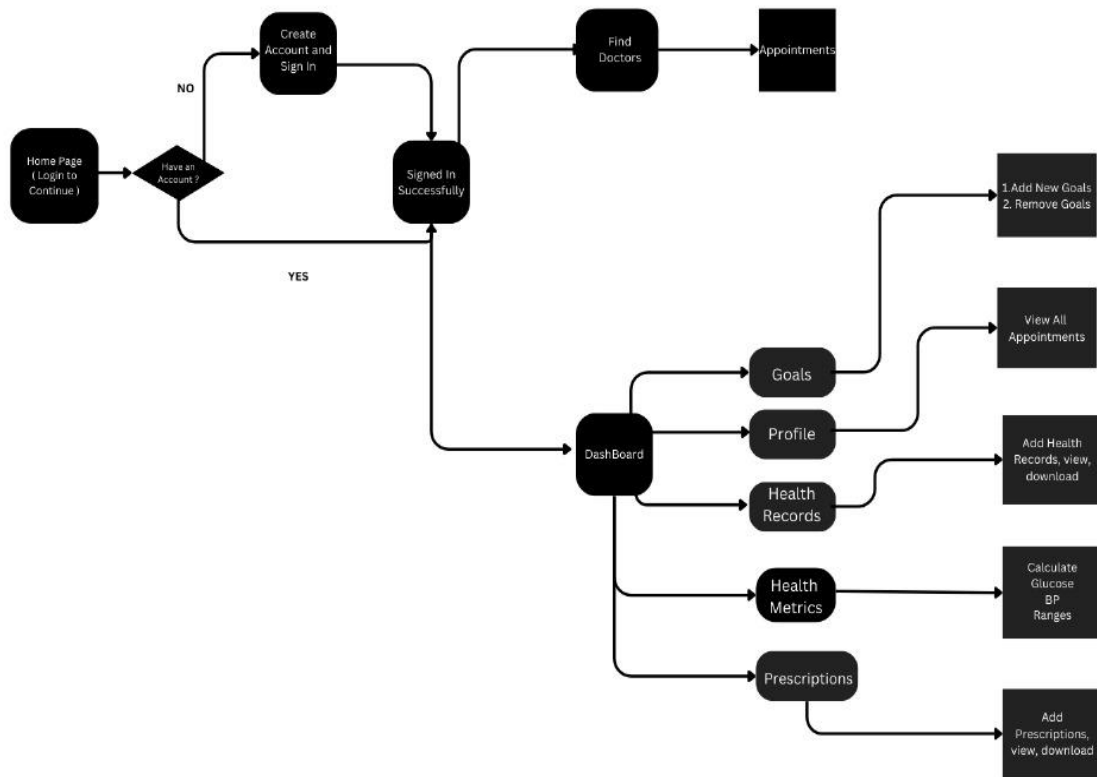 Create
Account and
Sign In
Find
Doctors
Appointments
NO
Home Page
( Login to
Continue )
Have an
Account ?
Signed In
Successfully
YES
1.Add New Goals
2. Remove Goals
View All
Appointments
Goals
Profile
DashBoard
Add Health
Records, view,
download
Health
Records
Health
Metrics
Calculate
Glucose
BP
Ranges
Prescriptions
Add
Prescriptions,
view, download